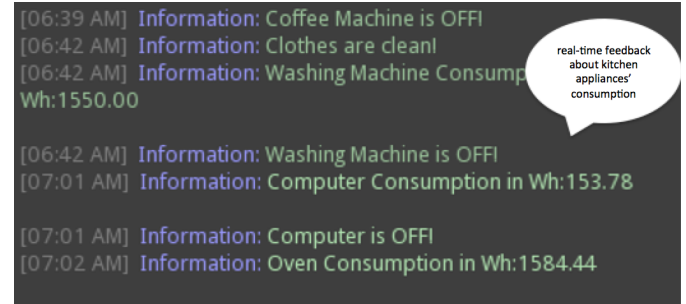 [06:39 AM] Information: Coffee Machine is OFF!
[06:42 AM] Information: Clothes are clean!
[06:42 AM] Information: Washing Machine Consump
Wh:1550.00
[06:42 AM] Information: Washing Machine is OFF!
[07:01 AM] Information: Computer Consumption in Wh:153.78
[07:01 AM] Information: Computer is OFF!
[07:02 AM] Information: Oven Consumption in Wh:1584.44
real-time feedback
about kitchen
appliances’
consumption